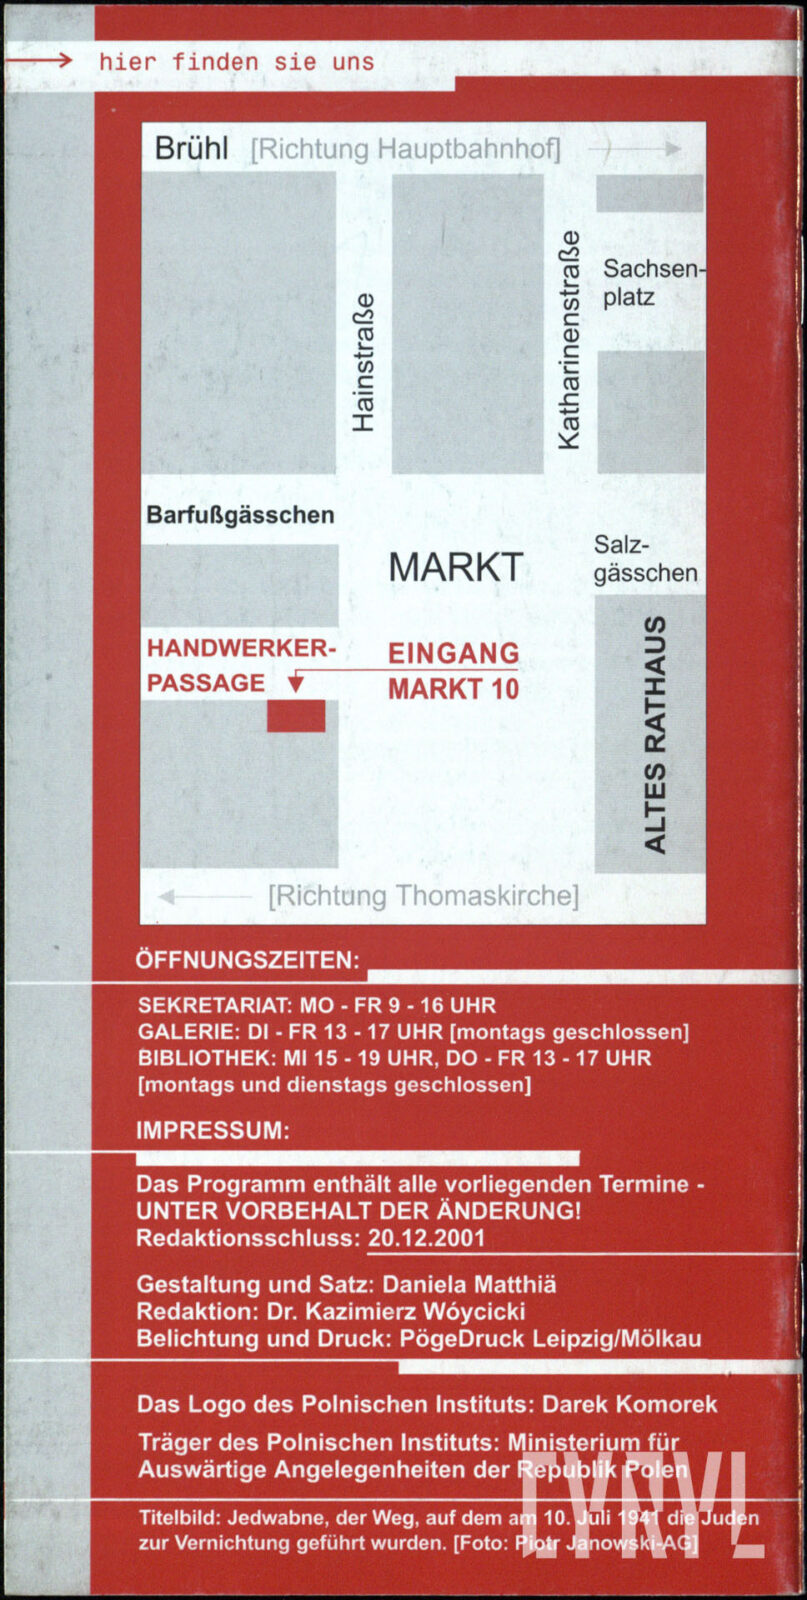 hier finden sie uns
Brühl [Richtung Hauptbahnhof]
Hainstraße
Katharinenstraße
Sachsen-
platz
Barfußgässchen
MARKT
Salz-
gässchen
HANDWERKER-
PASSAGE
EINGANG
MARKT 10
ALTES RATHAUS
[Richtung Thomaskirche]
ÖFFNUNGSZEITEN:
SEKRETARIAT: MO - FR 9 - 16 UHR
GALERIE: DI - FR 13 - 17 UHR [montags geschlossen]
BIBLIOTHEK: MI 15 - 19 UHR, DO - FR 13 - 17 UHR
[montags und dienstags geschlossen]
IMPRESSUM:
Das Programm enthält alle vorliegenden Termine -
UNTER VORBEHALT DER ÄNDERUNG!
Redaktionsschluss: 20.12.2001
Gestaltung und Satz: Daniela Matthiä
Redaktion: Dr. Kazimierz Wóycicki
Belichtung und Druck: PögeDruck Leipzig/Mölkau
Das Logo des Polnischen Instituts: Darek Komorek
Träger des Polnischen Instituts: Ministerium für
Auswärtige Angelegenheiten der Republik Polen
Titelbild: Jedwabne, der Weg, auf dem am 10. Juli 1941 die Juden
zur Vernichtung geführt wurden. [Foto: Piotr Janowski-AG]